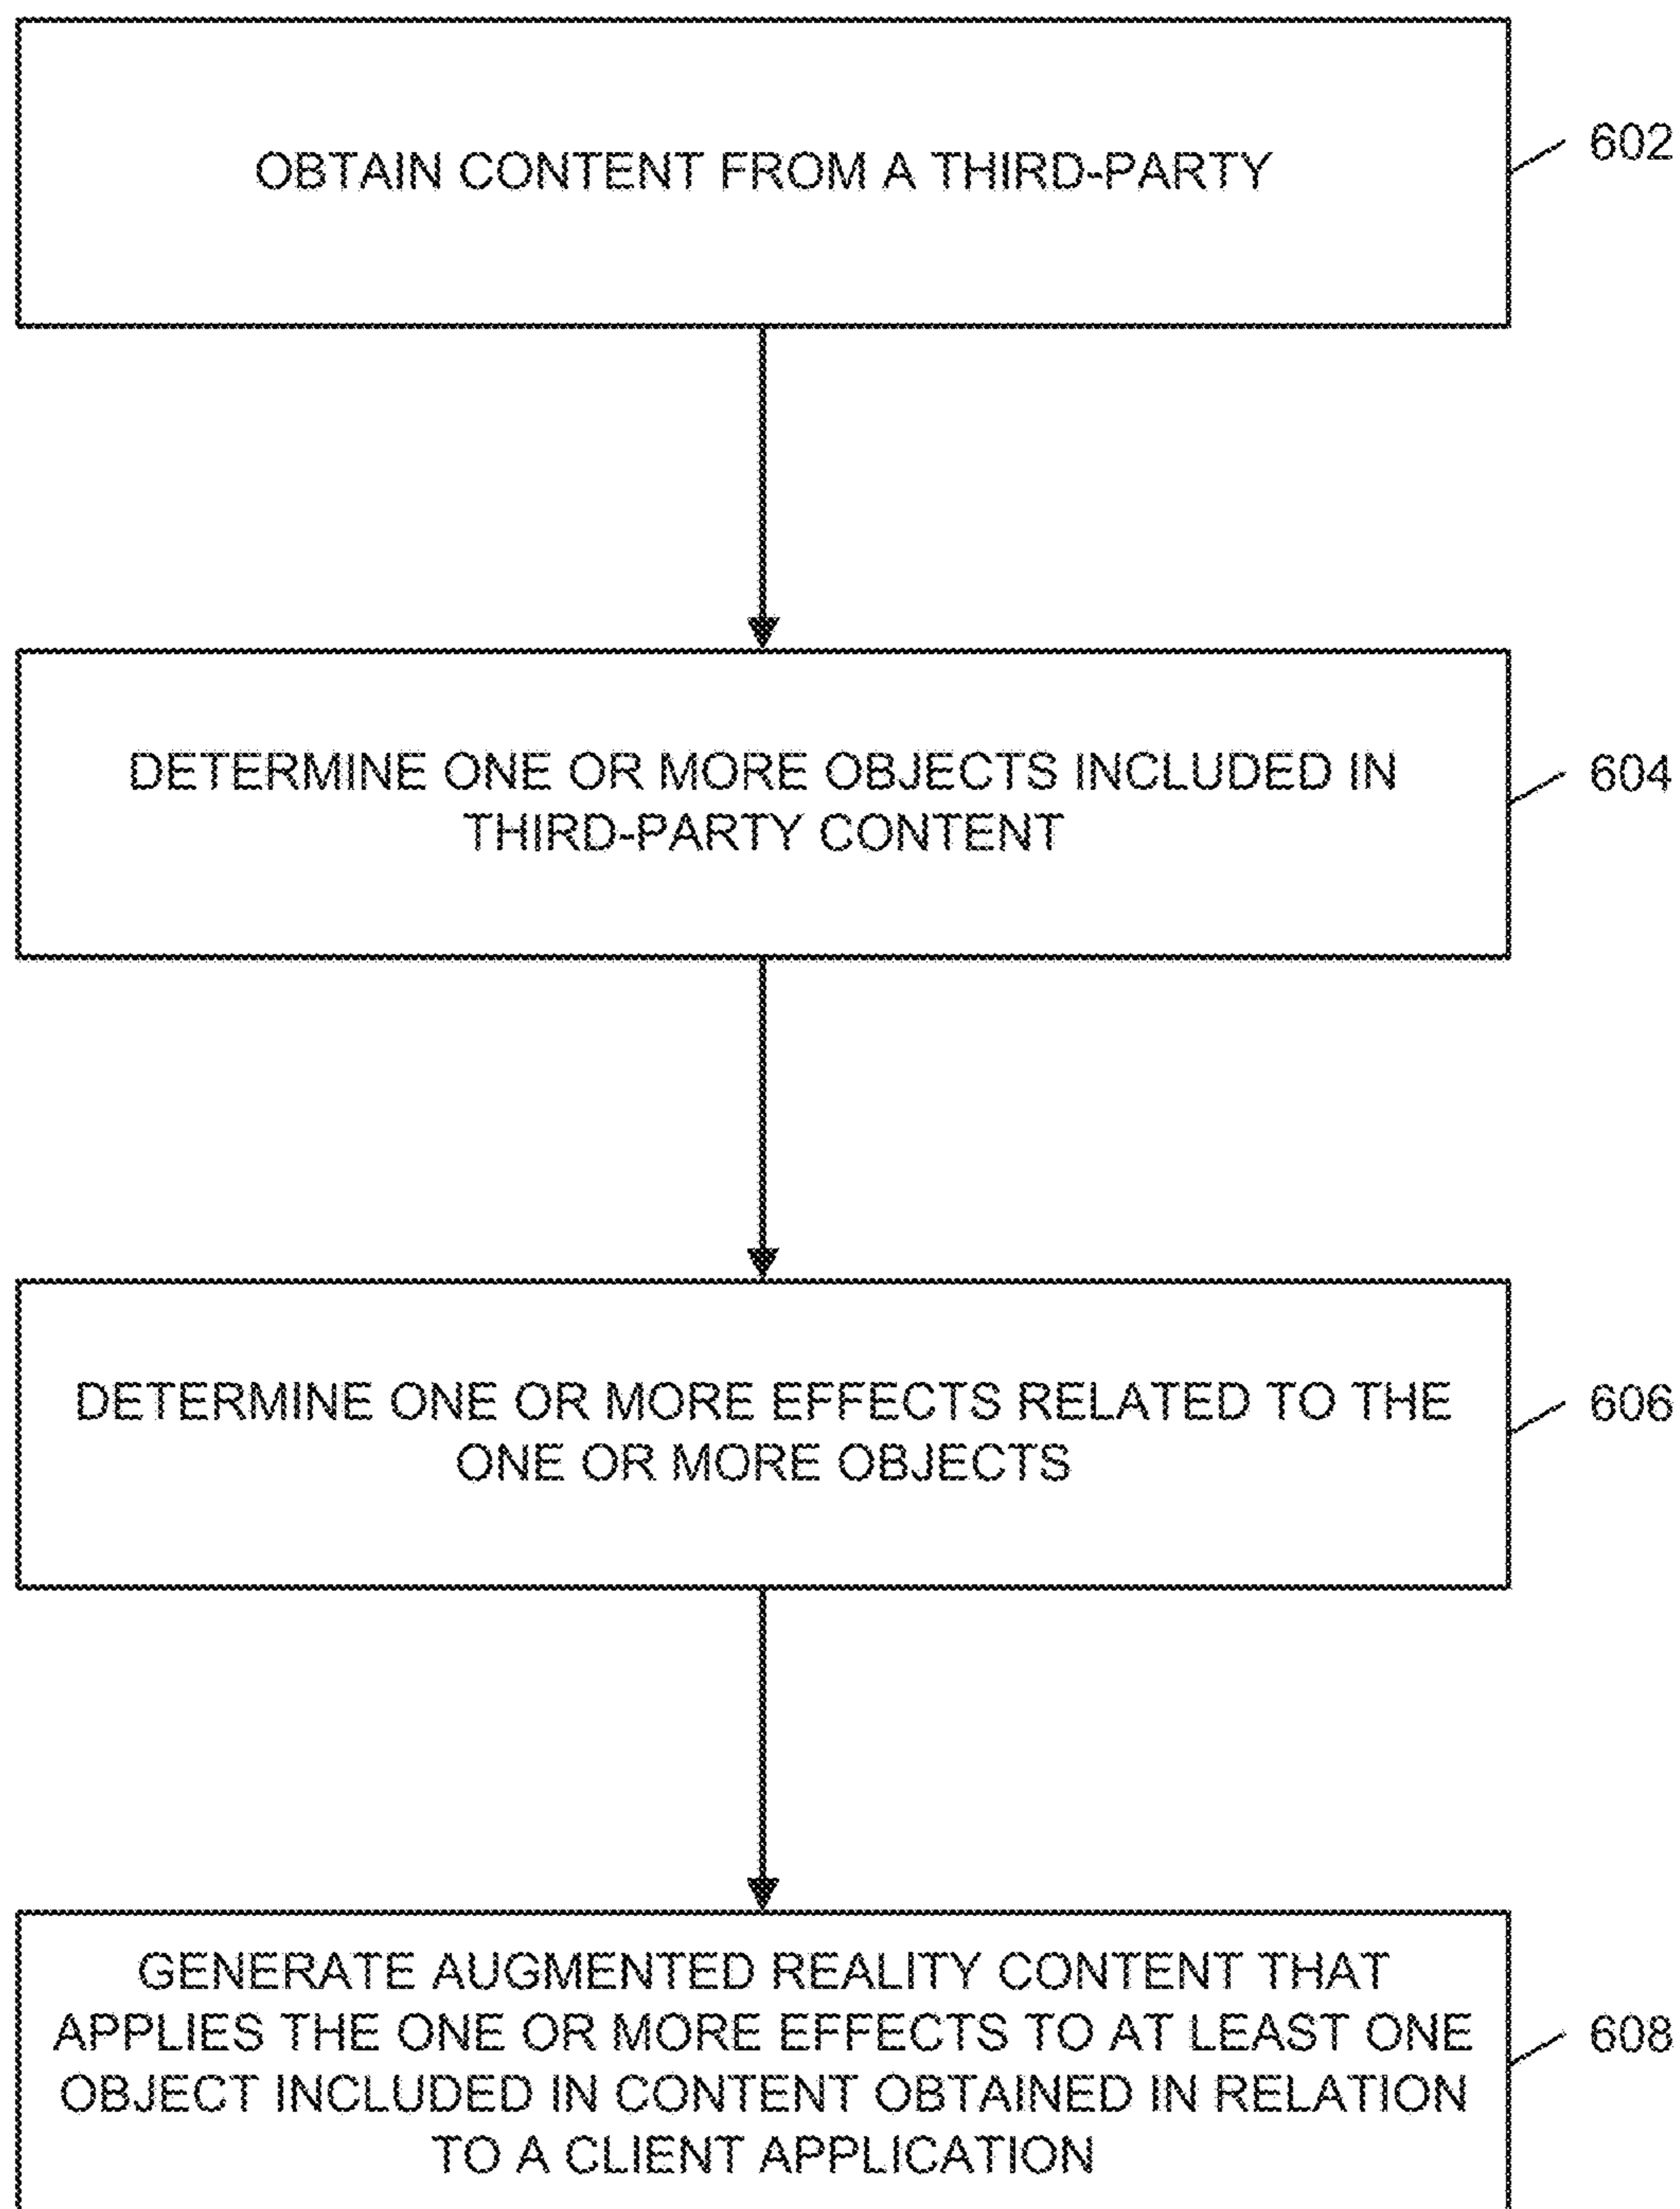 OBTAIN CONTENT FROM A THIRD-PARTY
602
DETERMINE ONE OR MORE OBJECTS INCLUDED IN
THIRD-PARTY CONTENT
604
DETERMINE ONE OR MORE EFFECTS RELATED TO THE
ONE OR MORE OBJECTS
606
GENERATE AUGMENTED REALITY CONTENT THAT
APPLIES THE ONE OR MORE EFFECTS TO AT LEAST ONE
OBJECT INCLUDED IN CONTENT OBTAINED IN RELATION
TO A CLIENT APPLICATION
608